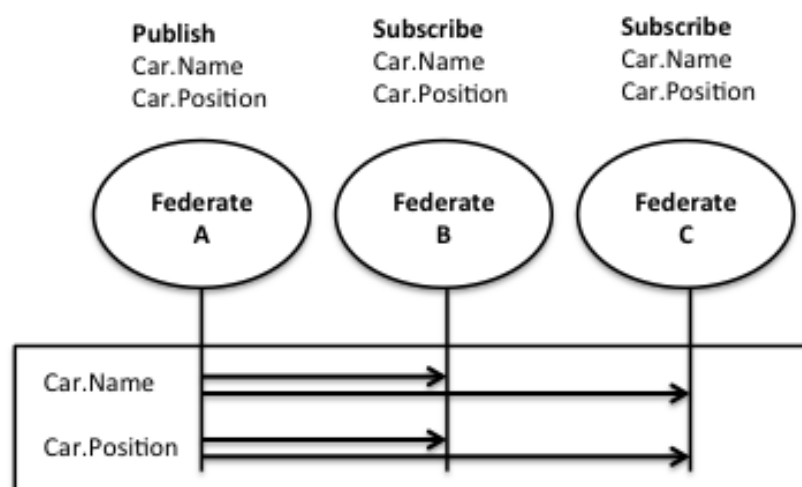 Publish
Car.Name
Car.Position
Subscribe
Car.Name
Car.Position
Subscribe
Car.Name
Car.Position
Federate
A
Federate
B
Federate
C
Car.Name
Car.Position